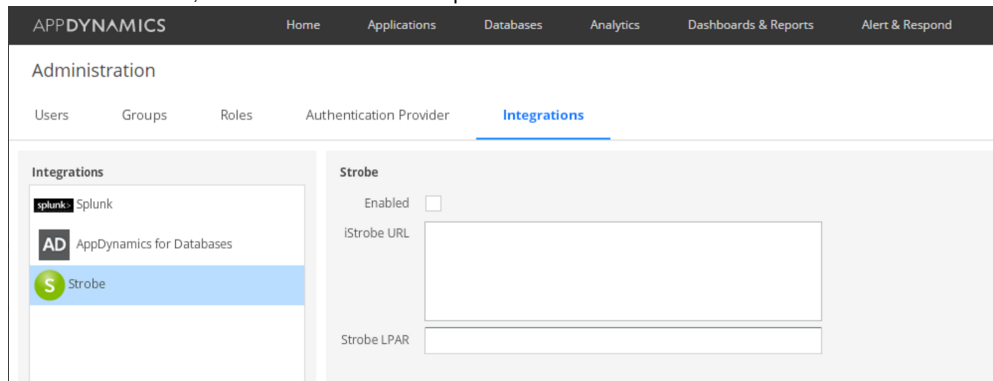 APPDYNAMICS Home Applications Databases Analytics Dashboards & Reports Alert & Respond
Administration
Users Groups Roles Authentication Provider Integrations
Integrations
splunk> Splunk
AD AppDynamics for Databases
S Strobe
Strobe
Enabled
iStrobe URL
Strobe LPAR